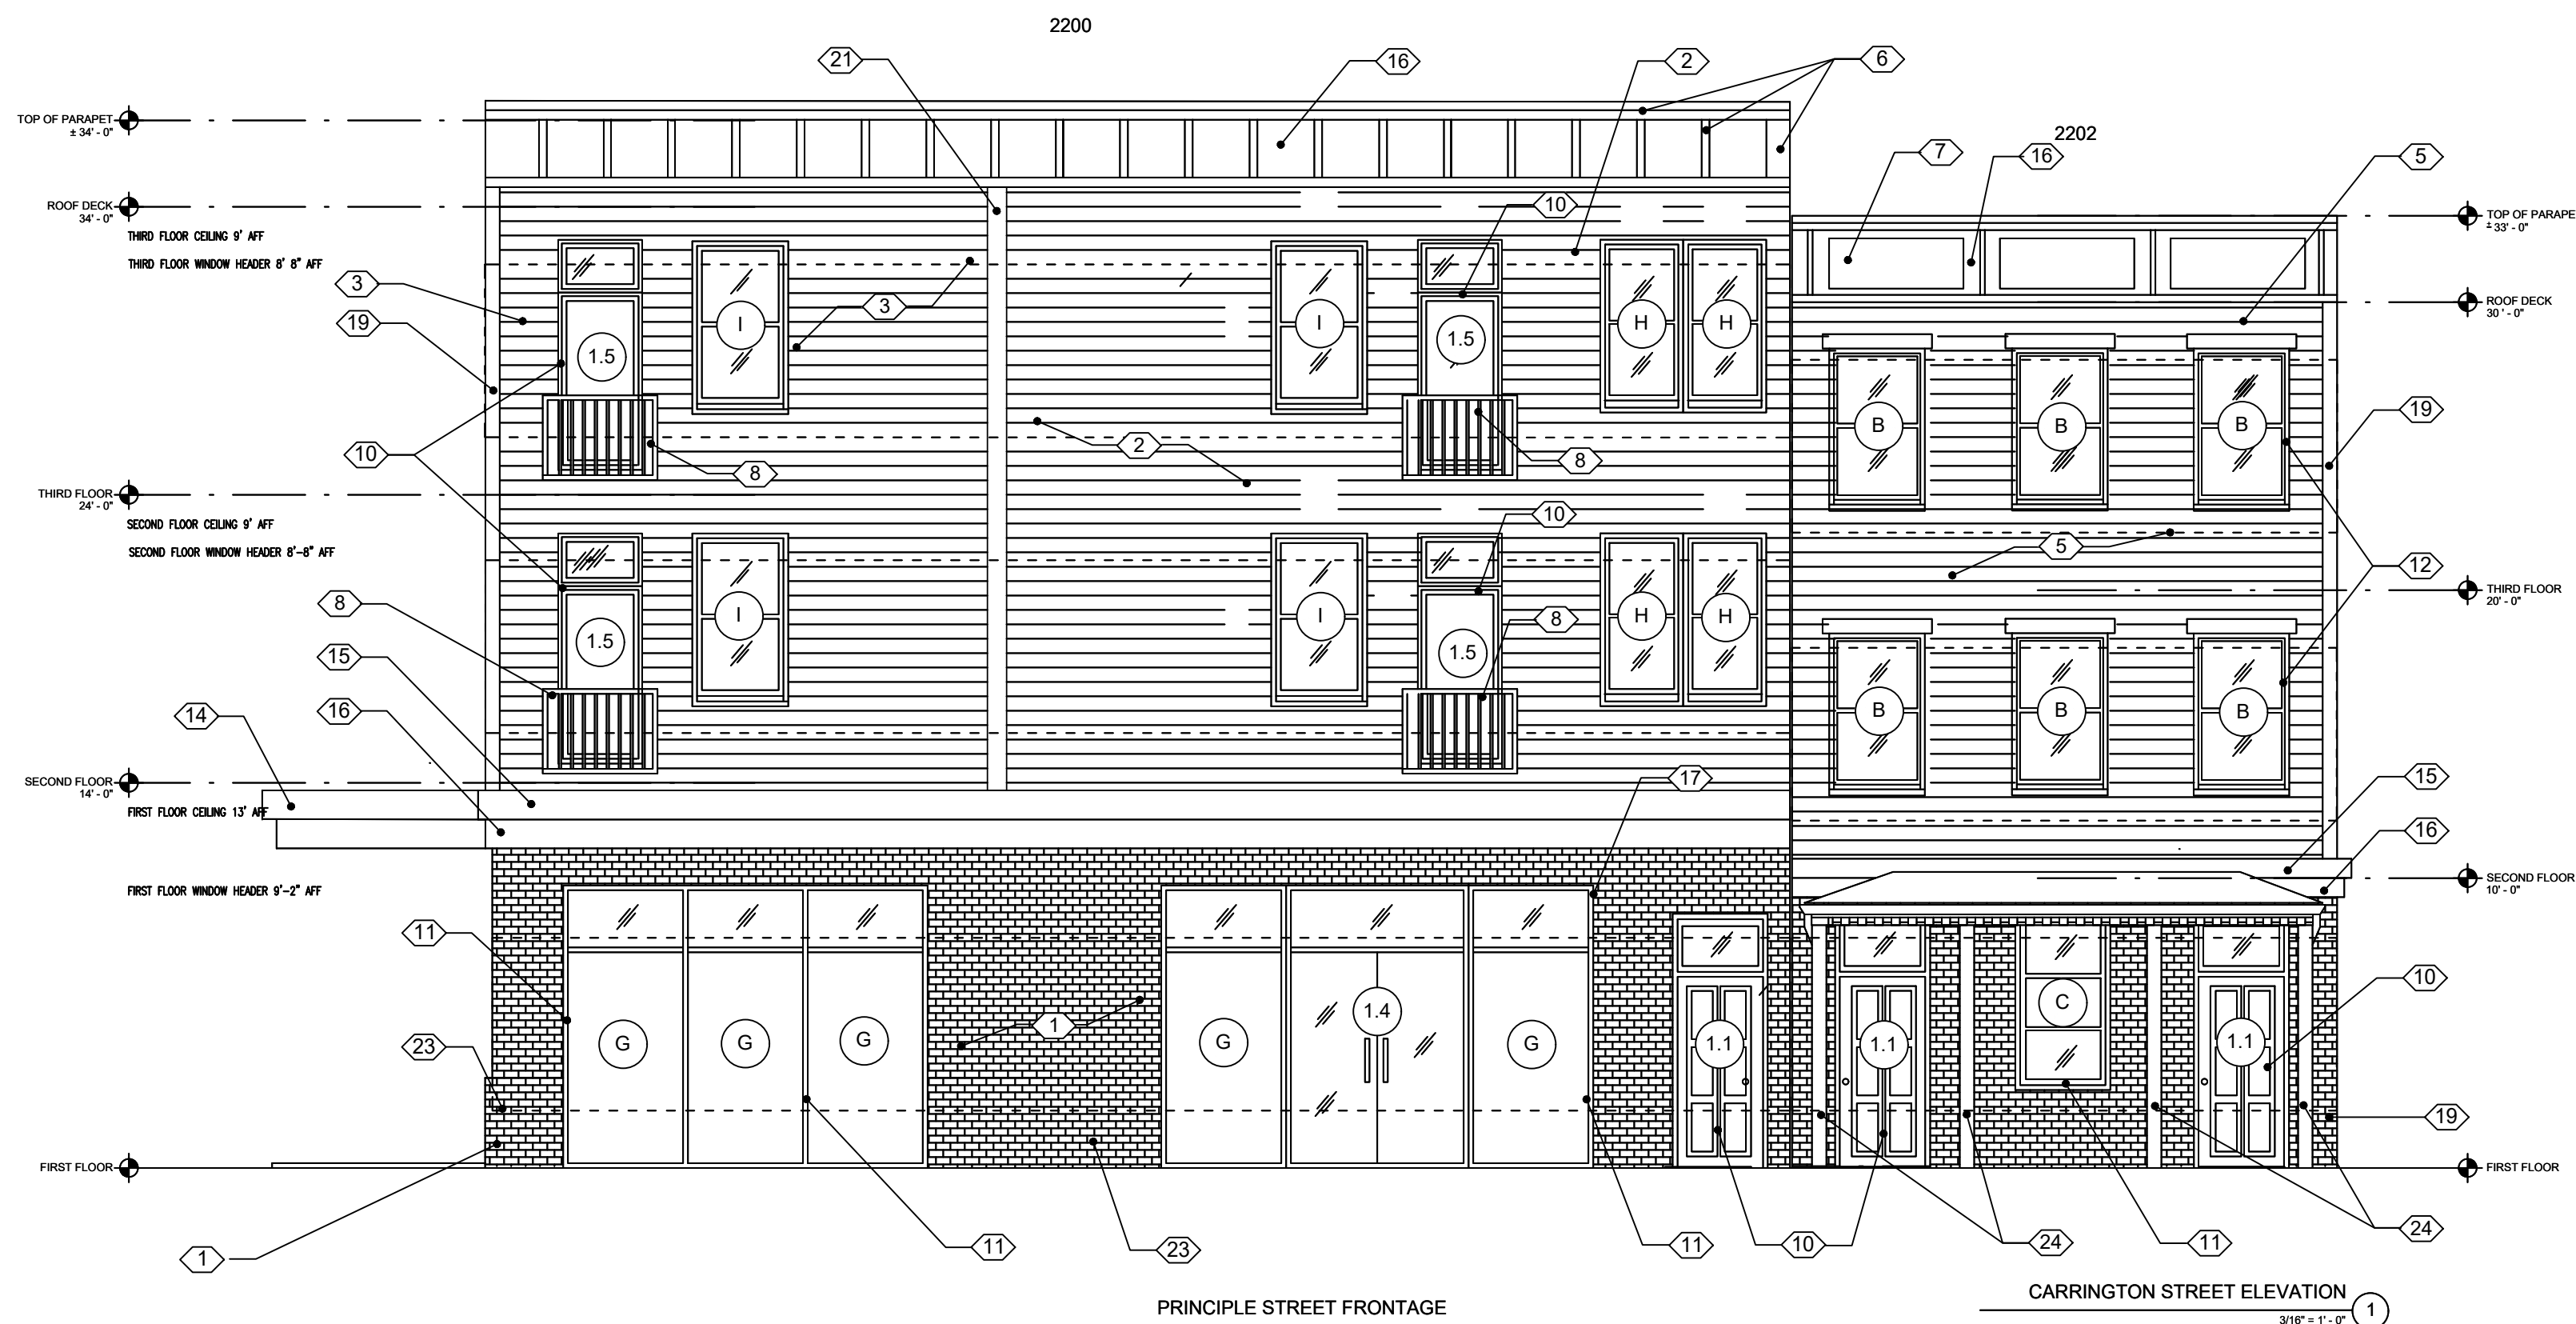 2200
21
16
2
6
TOP OF PARAPET
± 34' - 0"
2202
7
16
5
ROOF DECK
34' - 0"
10
TOP OF PARAPE
± 33' - 0"
THIRD FLOOR CEILING 9' AFF
THIRD FLOOR WINDOW HEADER 8' 8" AFF
3
3
ROOF DECK
30 ' - 0"
19
I
I
H
H
1.5
1.5
B
B
B
19
10
2
8
8
THIRD FLOOR
24' - 0"
10
SECOND FLOOR CEILING 9' AFF
SECOND FLOOR WINDOW HEADER 8'-8" AFF
5
12
THIRD FLOOR
20' - 0"
8
I
I
8
H
H
1.5
1.5
15
B
B
B
16
14
SECOND FLOOR
14' - 0"
17
15
FIRST FLOOR CEILING 13' AFF
16
FIRST FLOOR WINDOW HEADER 9'-2" AFF
SECOND FLOOR
10' - 0"
11
10
C
1.4
1
23
G
G
G
G
G
1.1
1.1
1.1
19
FIRST FLOOR
FIRST FLOOR
1
11
23
11
10
24
11
24
PRINCIPLE STREET FRONTAGE
CARRINGTON STREET ELEVATION
1
3/16" = 1' - 0"